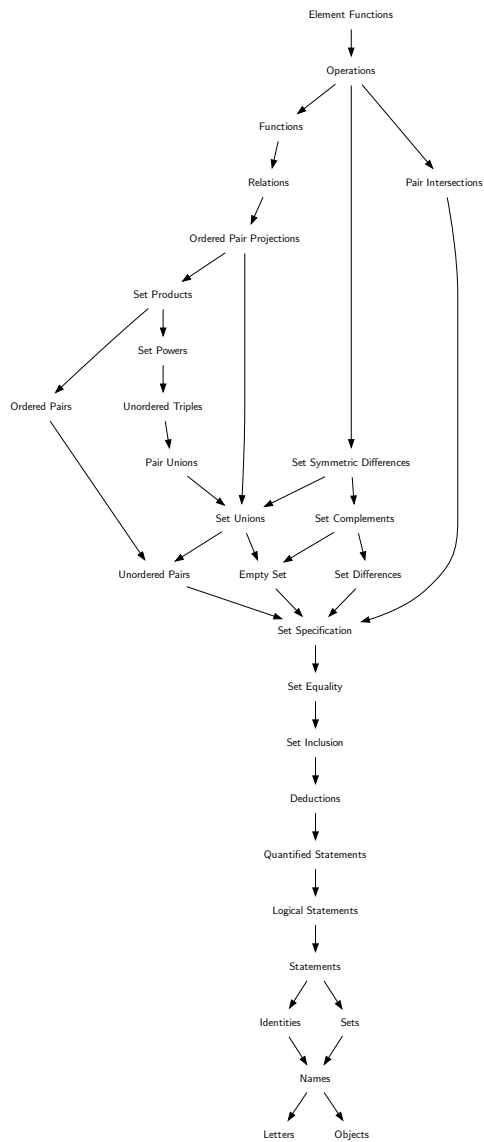 Element Functions
Operations
Functions
Relations
Pair Intersections
Ordered Pair Projections
Set Products
Set Powers
Ordered Pairs
Unordered Triples
Pair Unions
Set Symmetric Differences
Set Unions
Set Complements
Unordered Pairs
Empty Set
Set Differences
Set Specification
Set Equality
Set Inclusion
Deductions
Quantified Statements
Logical Statements
Statements
Identities
Sets
Names
Letters
Objects